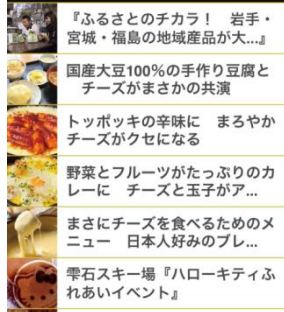 『ふるさとのチカラ！　岩手・
宮城・福島の地域産品が大...』
国産大豆100％の手作り豆腐と
チーズがまさかの共演
トッポッキの辛味に　まろやか
チーズがクセになる
野菜とフルーツがたっぷりのカ
レーに　チーズと玉子がア...
まさにチーズを食べるためのメ
ニュー　日本人好みのブレ...
雫石スキー場『ハローキティふ
れあいイベント』